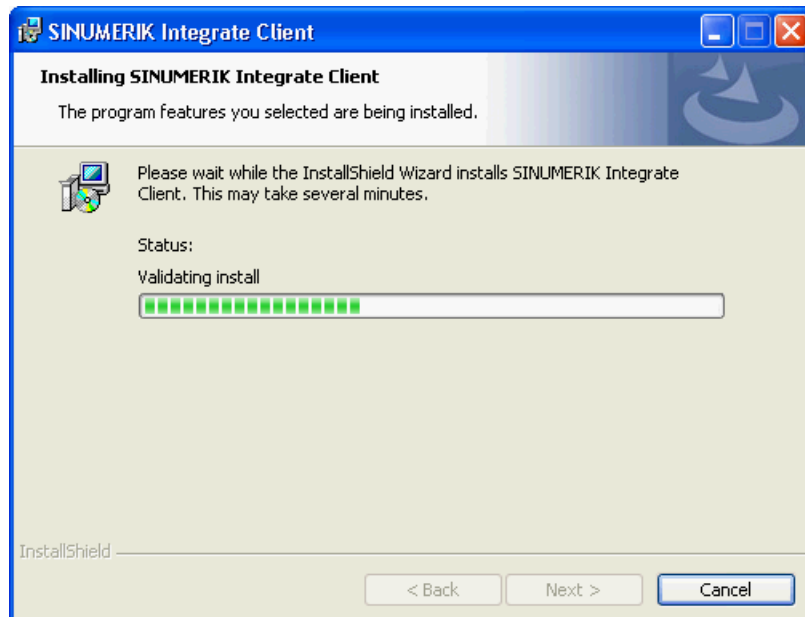 SINUMERIK Integrate Client
Installing SINUMERIK Integrate Client
The program features you selected are being installed.
Please wait while the InstallShield Wizard installs SINUMERIK Integrate
Client. This may take several minutes.
Status:
Validating install
InstallShield
< Back Next > Cancel